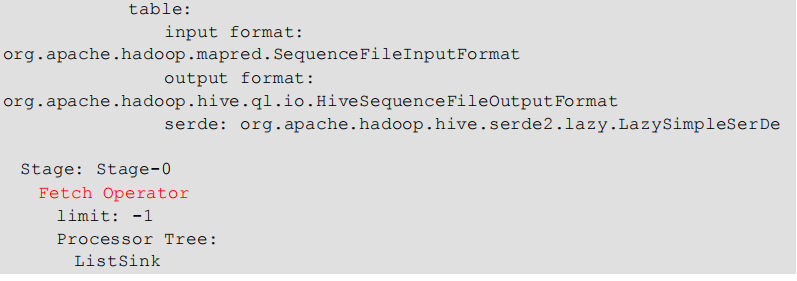 table:
input format:
org.apache.hadoop.mapred.SequenceFileInputFormat
output format:
org.apache.hadoop.hive.ql.io.HiveSequenceFileOutputFormat
serde: org.apache.hadoop.hive.serde2.lazy.LazySimpleSerDe
Stage: Stage-0
Fetch Operator
limit: -1
Processor Tree:
ListSink